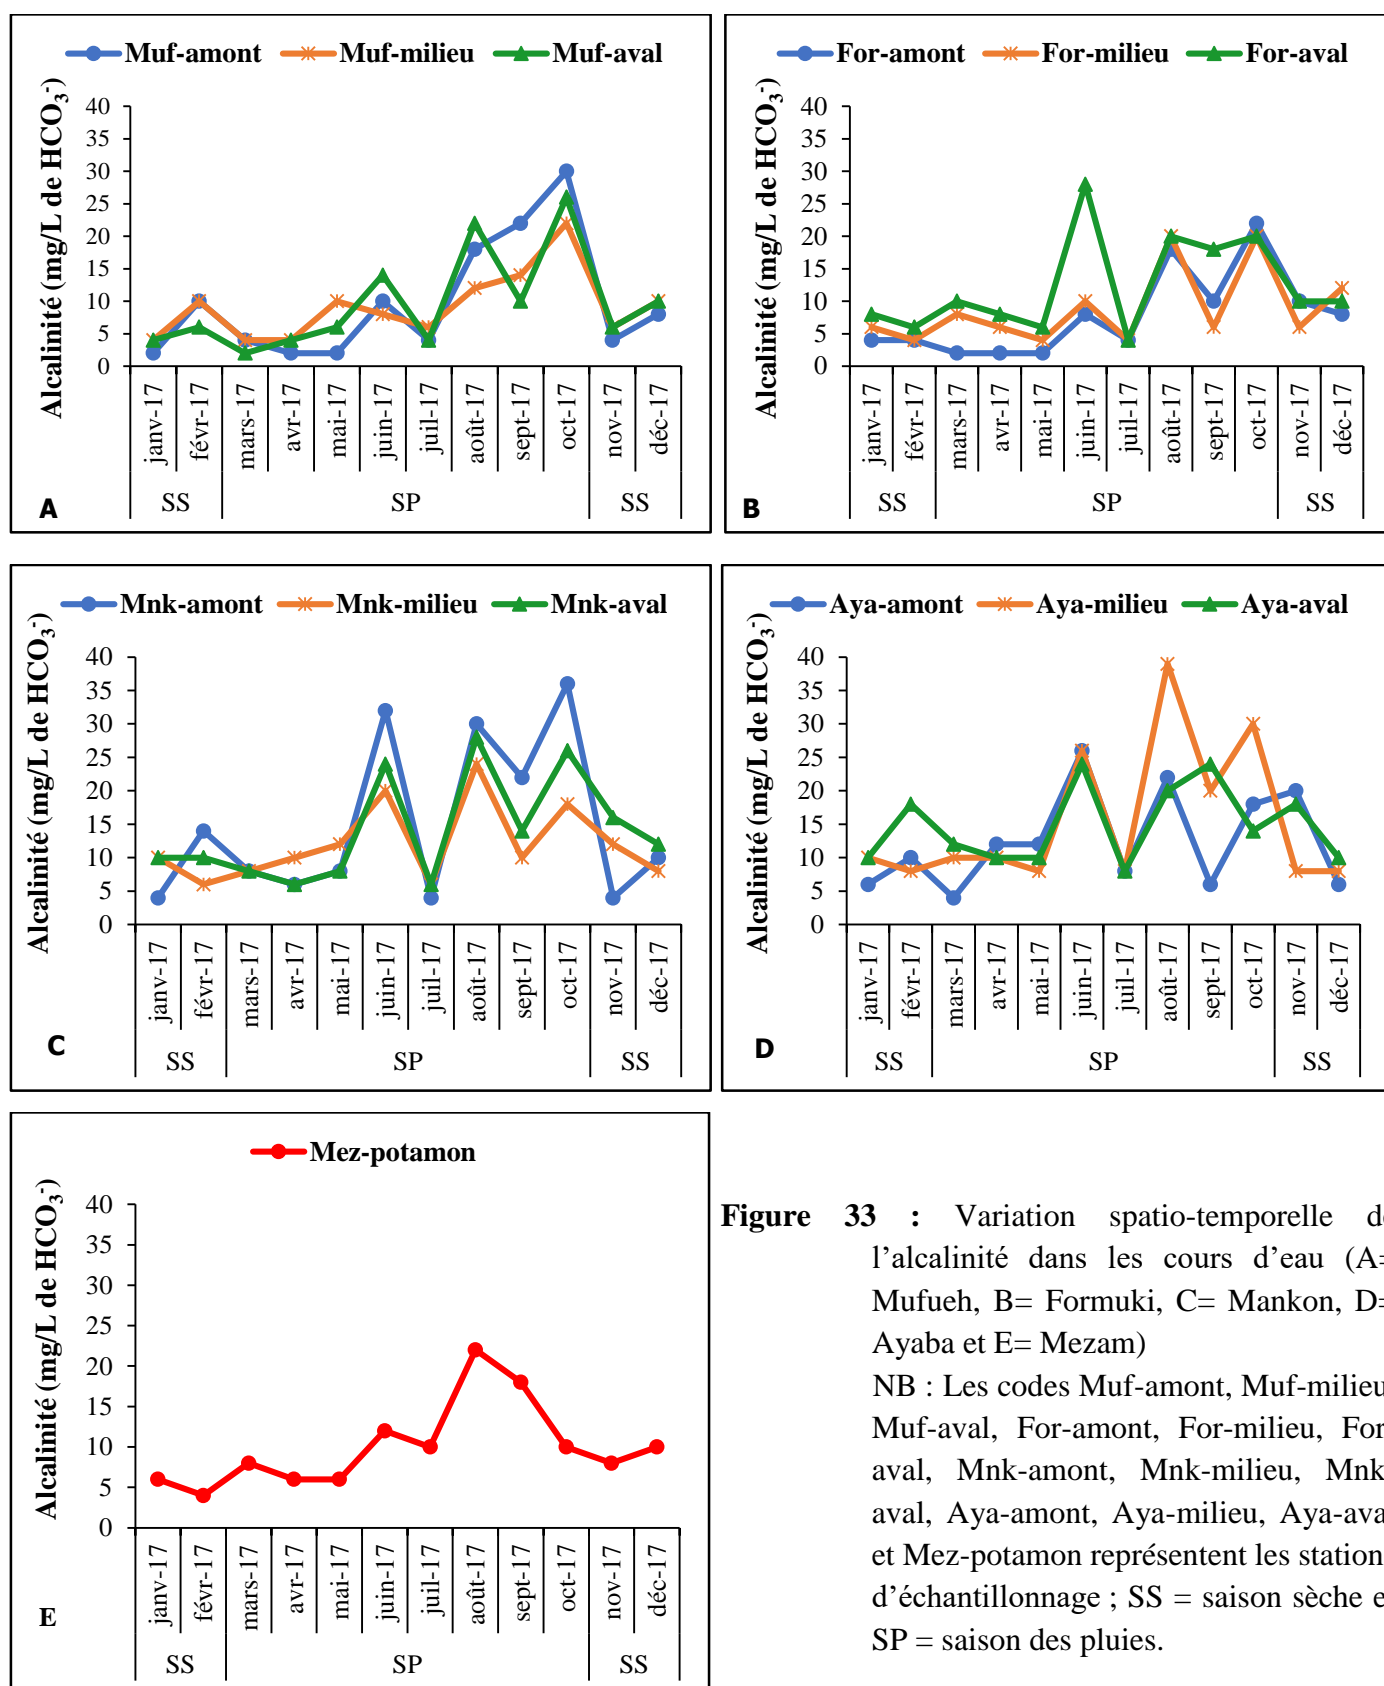 Muf-amont Muf-milieu Muf-aval
Alcalinité (mg/L de HCO₃⁻)
40
35
30
25
20
15
10
5
0
janv-17 févr-17 mars-17 avr-17 mai-17 juin-17 juil-17 août-17 sept-17 oct-17 nov-17 déc-17
SS SP SS
A
For-amont For-milieu For-aval
Alcalinité (mg/L de HCO₃⁻)
40
35
30
25
20
15
10
5
0
janv-17 févr-17 mars-17 avr-17 mai-17 juin-17 juil-17 août-17 sept-17 oct-17 nov-17 déc-17
SS SP SS
B
Mnk-amont Mnk-milieu Mnk-aval
Alcalinité (mg/L de HCO₃⁻)
40
35
30
25
20
15
10
5
0
janv-17 févr-17 mars-17 avr-17 mai-17 juin-17 juil-17 août-17 sept-17 oct-17 nov-17 déc-17
SS SP SS
C
Aya-amont Aya-milieu Aya-aval
Alcalinité (mg/L de HCO₃⁻)
40
35
30
25
20
15
10
5
0
janv-17 févr-17 mars-17 avr-17 mai-17 juin-17 juil-17 août-17 sept-17 oct-17 nov-17 déc-17
SS SP SS
D
Mez-potamon
Alcalinité (mg/L de HCO₃⁻)
40
35
30
25
20
15
10
5
0
janv-17 févr-17 mars-17 avr-17 mai-17 juin-17 juil-17 août-17 sept-17 oct-17 nov-17 déc-17
SS SP SS
E
Figure 33 : Variation spatio-temporelle de
l’alcalinité dans les cours d’eau (A=
Mufueh, B= Formuki, C= Mankon, D=
Ayaba et E= Mezam)
NB : Les codes Muf-amont, Muf-milieu
Muf-aval, For-amont, For-milieu, For-
aval, Mnk-amont, Mnk-milieu, Mnk-
aval, Aya-amont, Aya-milieu, Aya-aval
et Mez-potamon représentent les station
d’échantillonnage ; SS = saison sèche e
SP = saison des pluies.